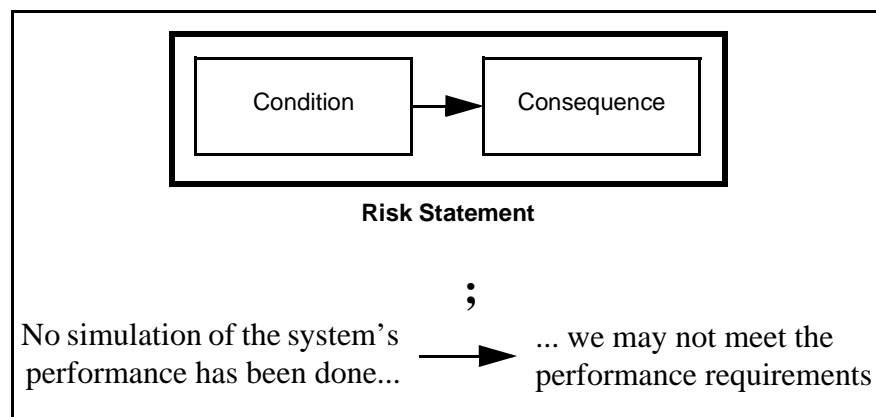 Condition
Consequence
Risk Statement
;
No simulation of the system's
performance has been done...
... we may not meet the
performance requirements